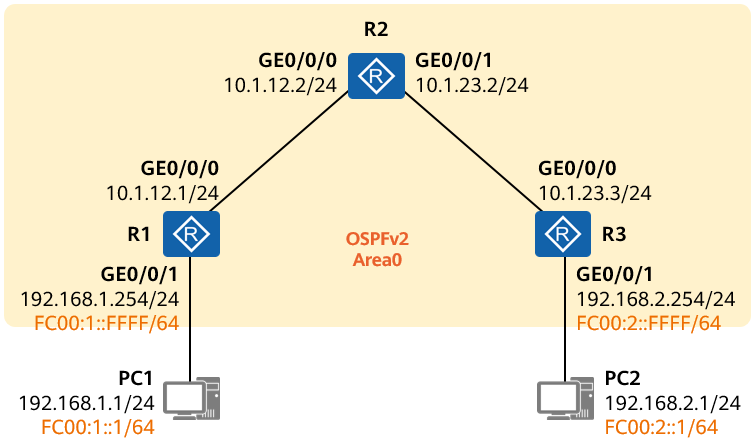 R2
GE0/0/0
10.1.12.2/24
GE0/0/1
10.1.23.2/24
GE0/0/0
10.1.12.1/24
GE0/0/0
10.1.23.3/24
R
R
R
R1
R3
OSPFv2
Area0
GE0/0/1
192.168.1.254/24
FC00:1::FFFF/64
GE0/0/1
192.168.2.254/24
FC00:2::FFFF/64
PC1
192.168.1.1/24
FC00:1::1/64
PC2
192.168.2.1/24
FC00:2::1/64